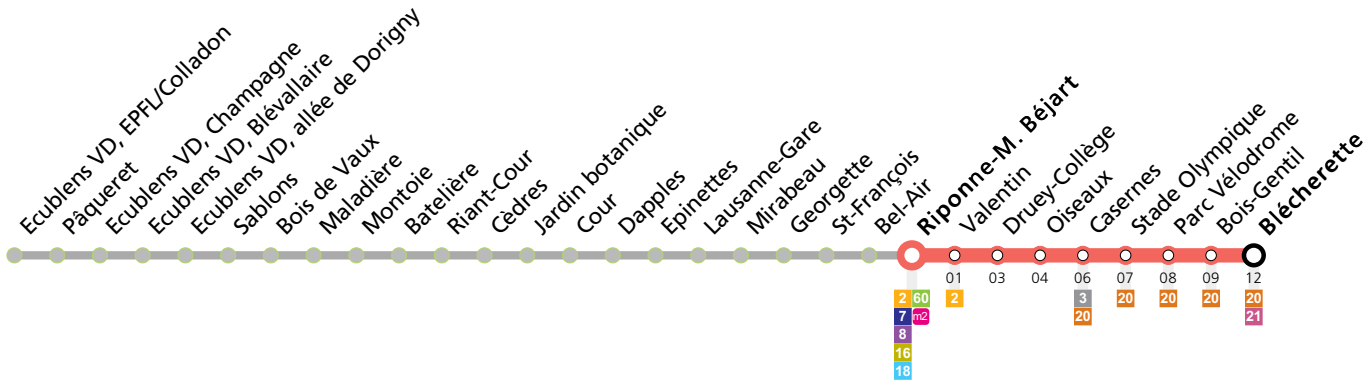 Ecublens VD, EPFL/Colladon
Pâqueret
Ecublens VD, Champagne
Ecublens VD, Blévallaire
Ecublens VD, allée de Dorigny
Sablons
Bois de Vaux
Maladière
Montoie
Batelière
Riant-Cour
Cèdres
Jardin botanique
Cour
Dapples
Epinettes
Lausanne-Gare
Mirabeau
Georgette
St-François
Bel-Air
Riponne-M. Béjart
Valentin
Druey-Collège
Oiseaux
Casernes
Stade Olympique
Parc Vélodrome
Bois-Gentil
Blécherette
01 03 04 06 07 08 09 12
2 60 2 3 20 20 20 20
7 m2 20 21
8
16
18